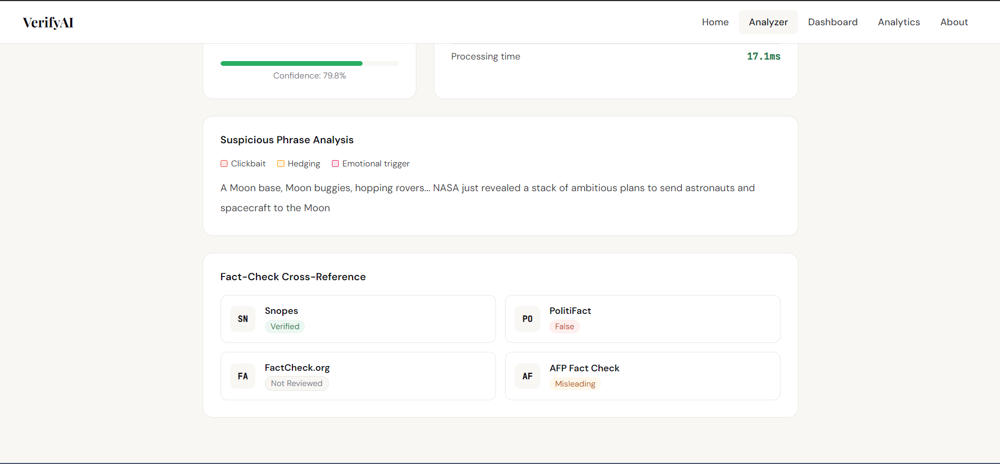 VerifyAI
Home
Analyzer
Dashboard
Analytics
About
Confidence: 79.8%
Processing time
17.1ms
Suspicious Phrase Analysis
Clickbait
Hedging
Emotional trigger
A Moon base, Moon buggies, hopping rovers... NASA just revealed a stack of ambitious plans to send astronauts and
spacecraft to the Moon
Fact-Check Cross-Reference
SN
Snopes
Verified
PO
PolitiFact
False
FA
FactCheck.org
Not Reviewed
AF
AFP Fact Check
Misleading